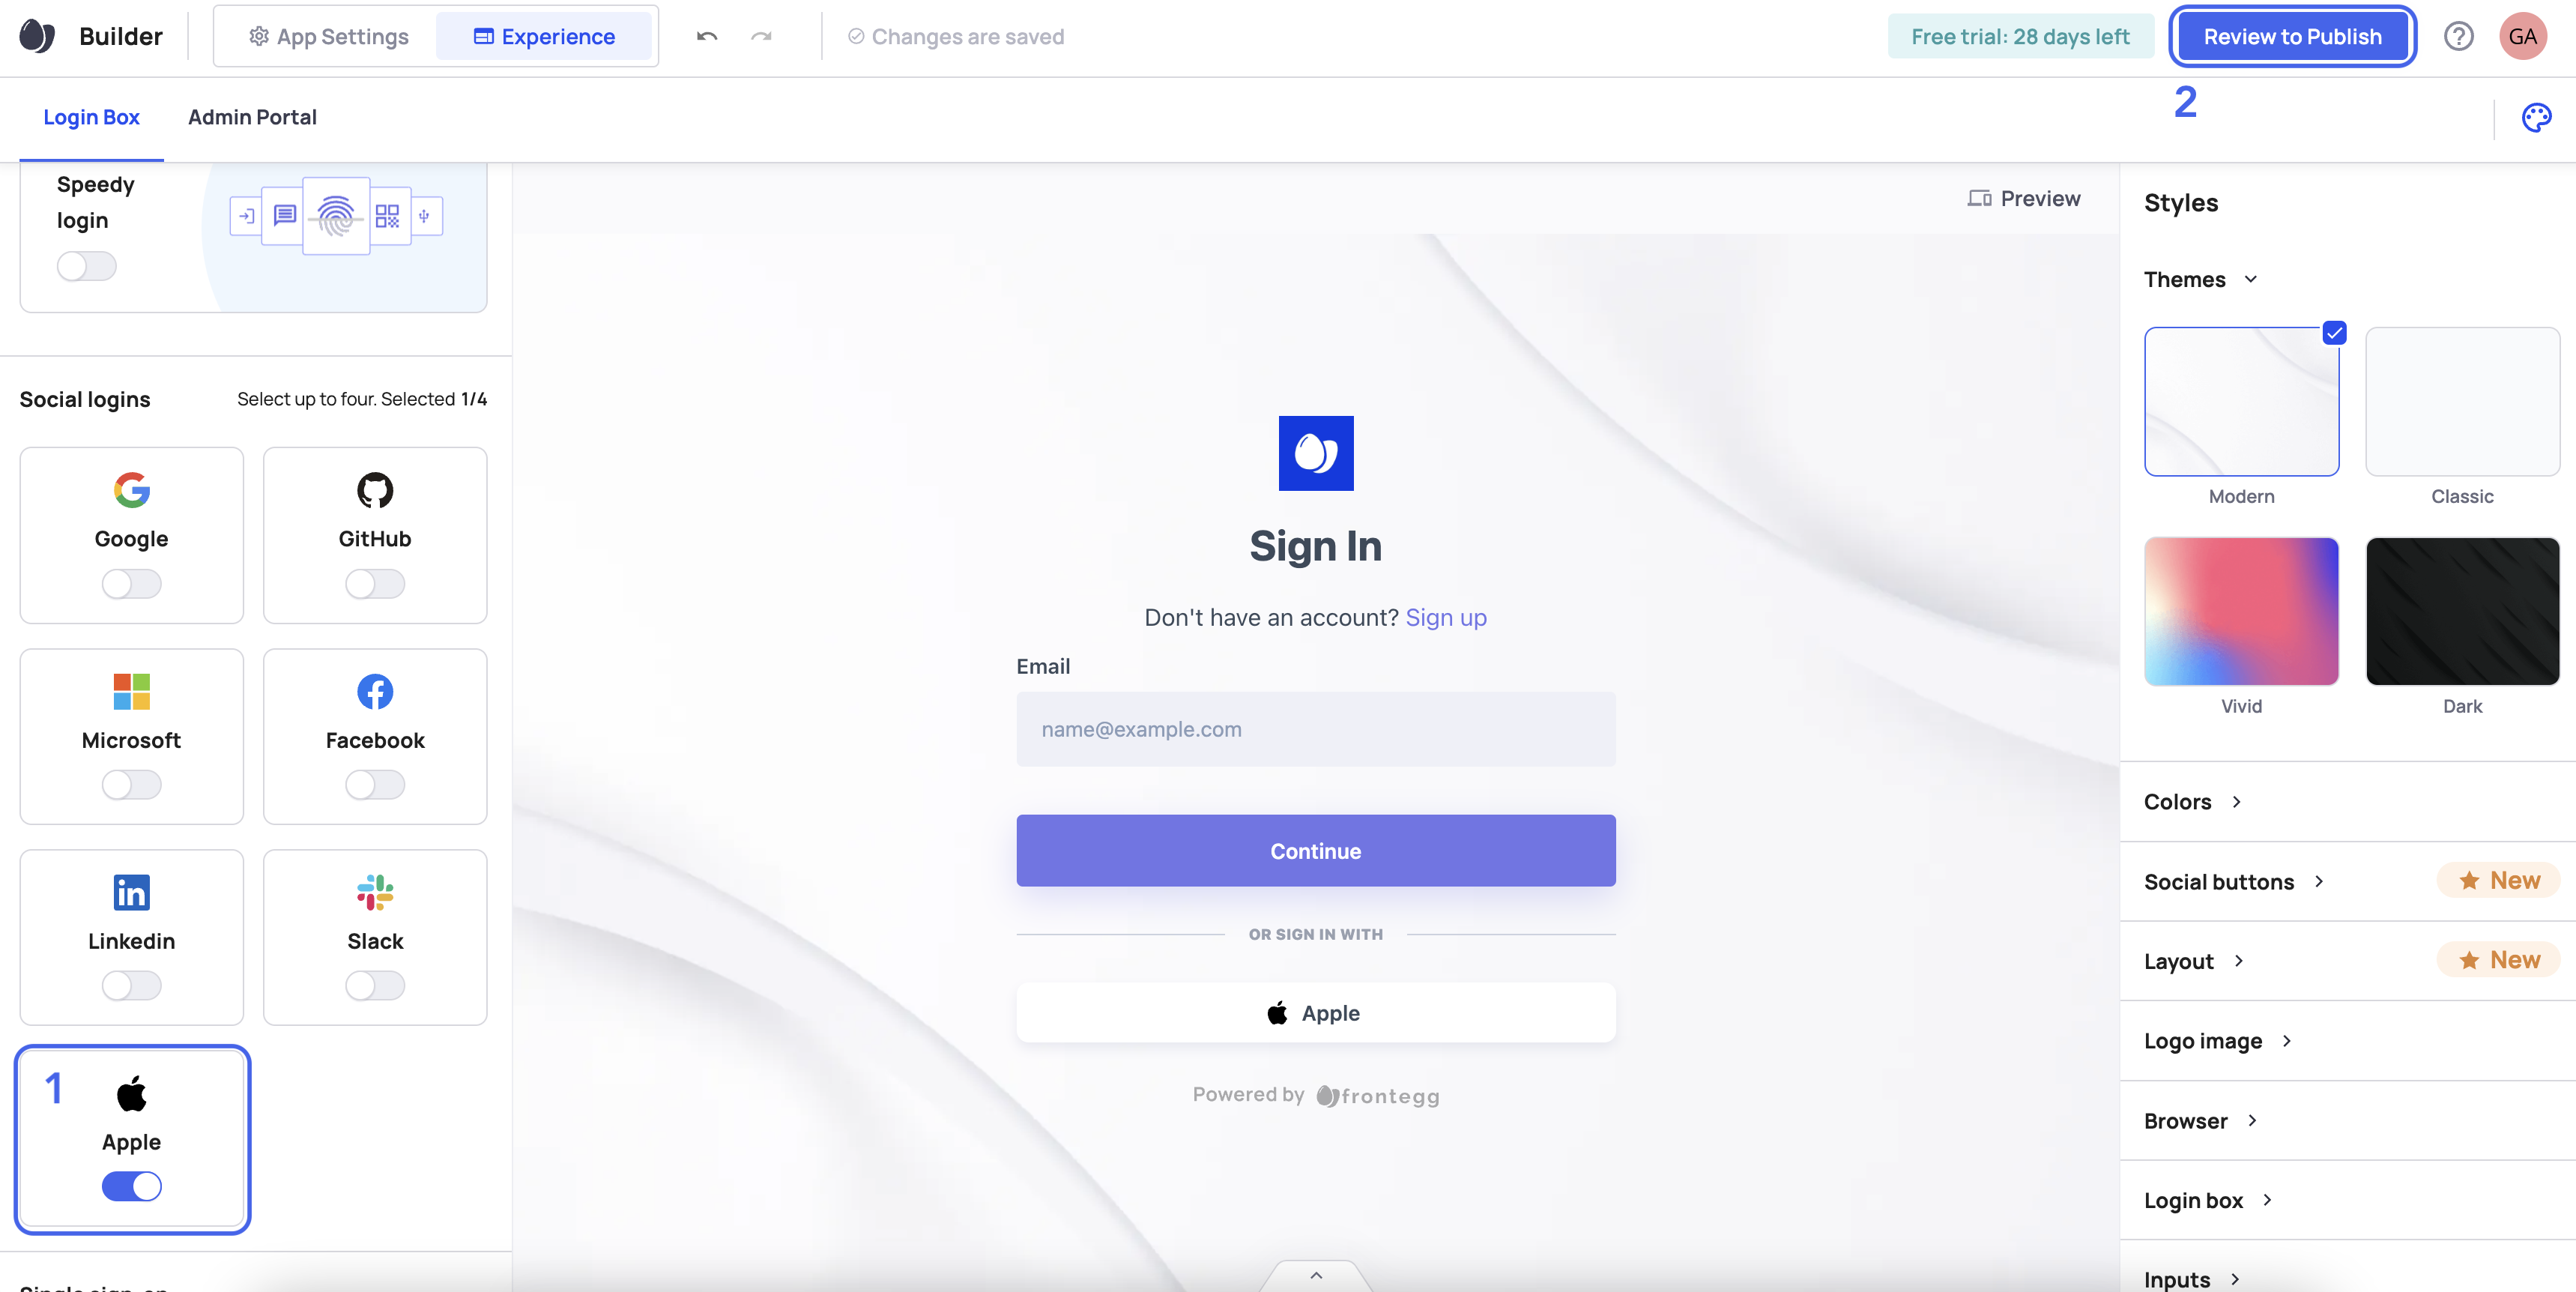 Builder
App Settings
Experience
Changes are saved
Free trial: 28 days left
Review to Publish
GA
Login Box
Admin Portal
2
Speedy
login
Social logins
Select up to four. Selected 1/4
Google
GitHub
Microsoft
Facebook
Linkedin
Slack
1
Apple
Preview
Sign In
Don't have an account? Sign up
Email
name@example.com
Continue
OR SIGN IN WITH
Apple
Powered by frontegg
Styles
Themes
Modern
Classic
Vivid
Dark
Colors
Social buttons
New
Layout
New
Logo image
Browser
Login box
Inputs